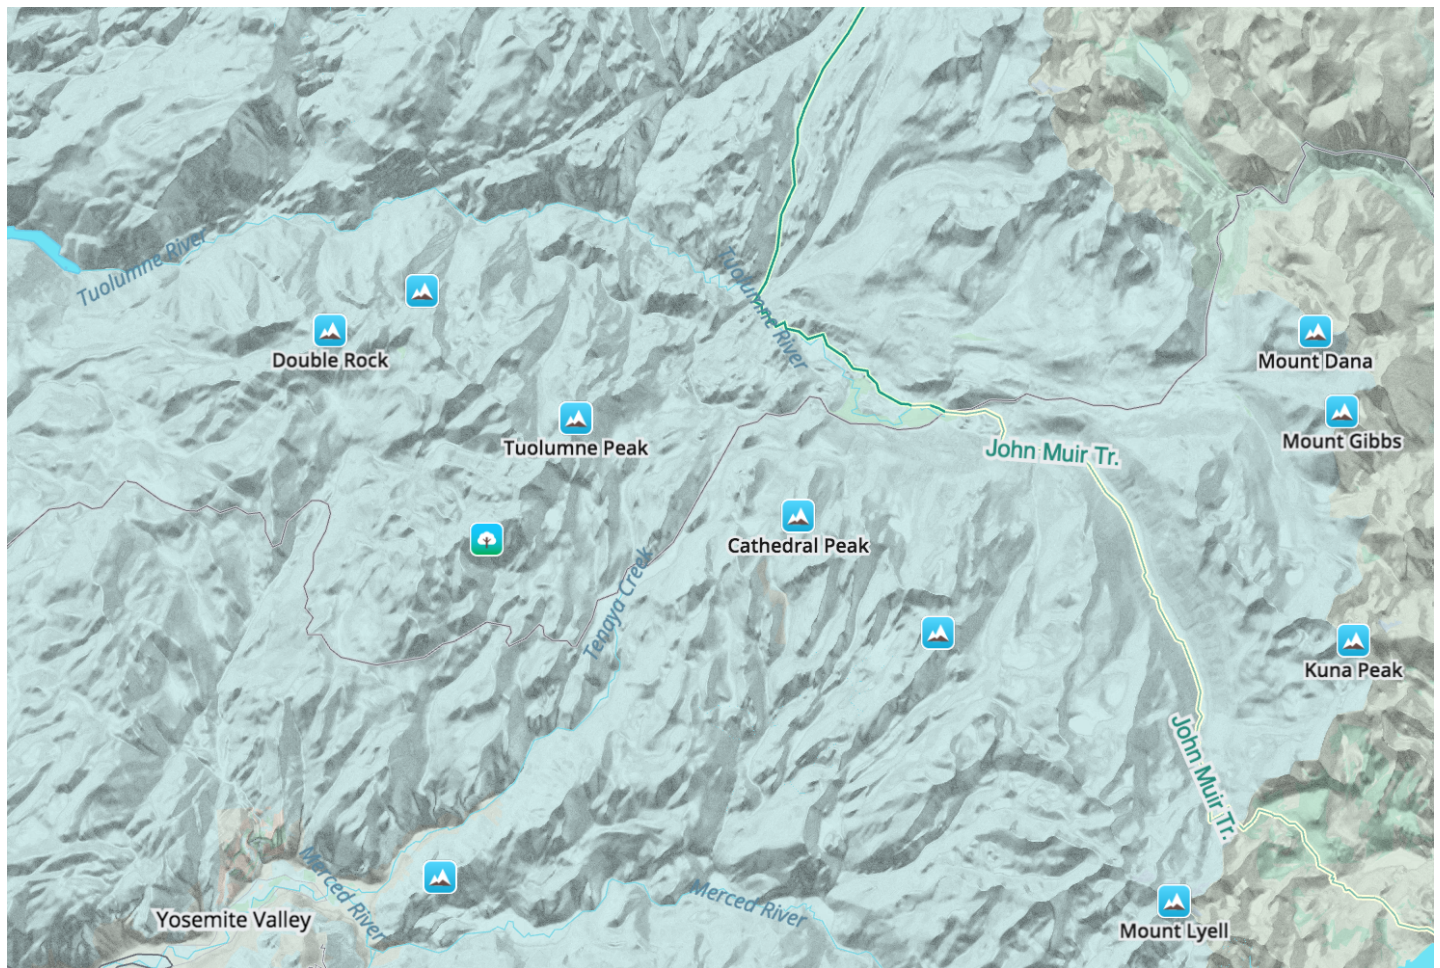 Tuolumne River
Tuolumne River
Double Rock
Mount Dana
Mount Gibbs
Tuolumne Peak
John Muir Tr.
Cathedral Peak
Tenaya Creek
Kuna Peak
John Muir Tr.
Merced River
Merced River
Yosemite Valley
Mount Lyell